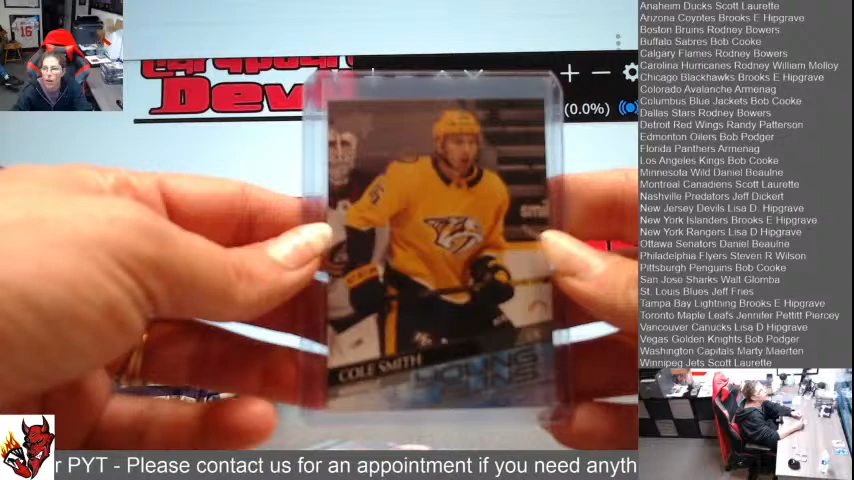 Cardboard
Dev
(0.0%)
COLE SMITH
YOUNG
GUNS
r PYT - Please contact us for an appointment if you need anyth
Anaheim Ducks Scott Laurette
Arizona Coyotes Brooks E Hipgrave
Boston Bruins Rodney Bowers
Buffalo Sabres Bob Cooke
Calgary Flames Rodney Bowers
Carolina Hurricanes Rodney William Molloy
Chicago Blackhawks Brooks E Hipgrave
Colorado Avalanche Armenag
Columbus Blue Jackets Bob Cooke
Dallas Stars Rodney Bowers
Detroit Red Wings Randy Patterson
Edmonton Oilers Bob Podger
Florida Panthers Armenag
Los Angeles Kings Bob Cooke
Minnesota Wild Daniel Beaulne
Montreal Canadiens Scott Laurette
Nashville Predators Jeff Dickert
New Jersey Devils Lisa D. Hipgrave
New York Islanders Brooks E Hipgrave
New York Rangers Lisa D Hipgrave
Ottawa Senators Daniel Beaulne
Philadelphia Flyers Steven R Wilson
Pittsburgh Penguins Bob Cooke
San Jose Sharks Walt Glomba
St. Louis Blues Jeff Fries
Tampa Bay Lightning Brooks E Hipgrave
Toronto Maple Leafs Jennifer Pettitt Piercey
Vancouver Canucks Lisa D Hipgrave
Vegas Golden Knights Bob Podger
Washington Capitals Marty Maerten
Winnipeg Jets Scott Laurette